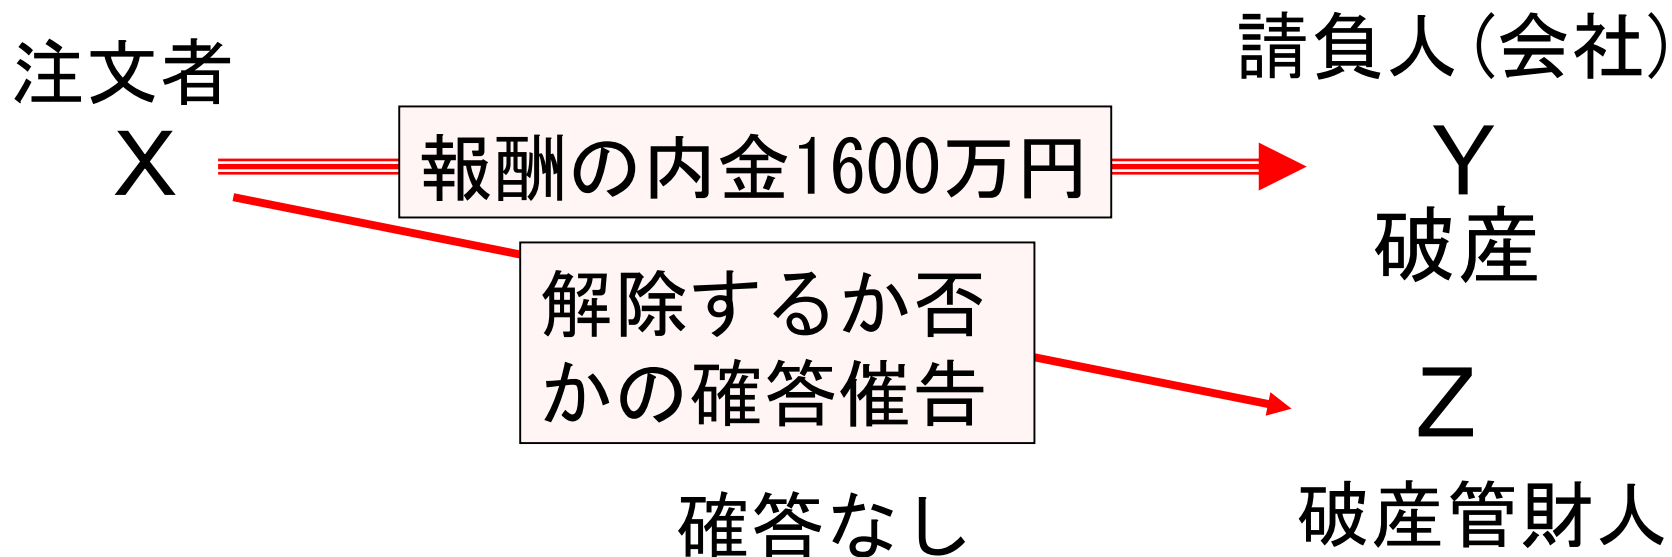 注文者
X
報酬の内金1600万円
請負人(会社)
Y
破産
解除するか否
かの確答催告
Z
破産管財人
確答なし